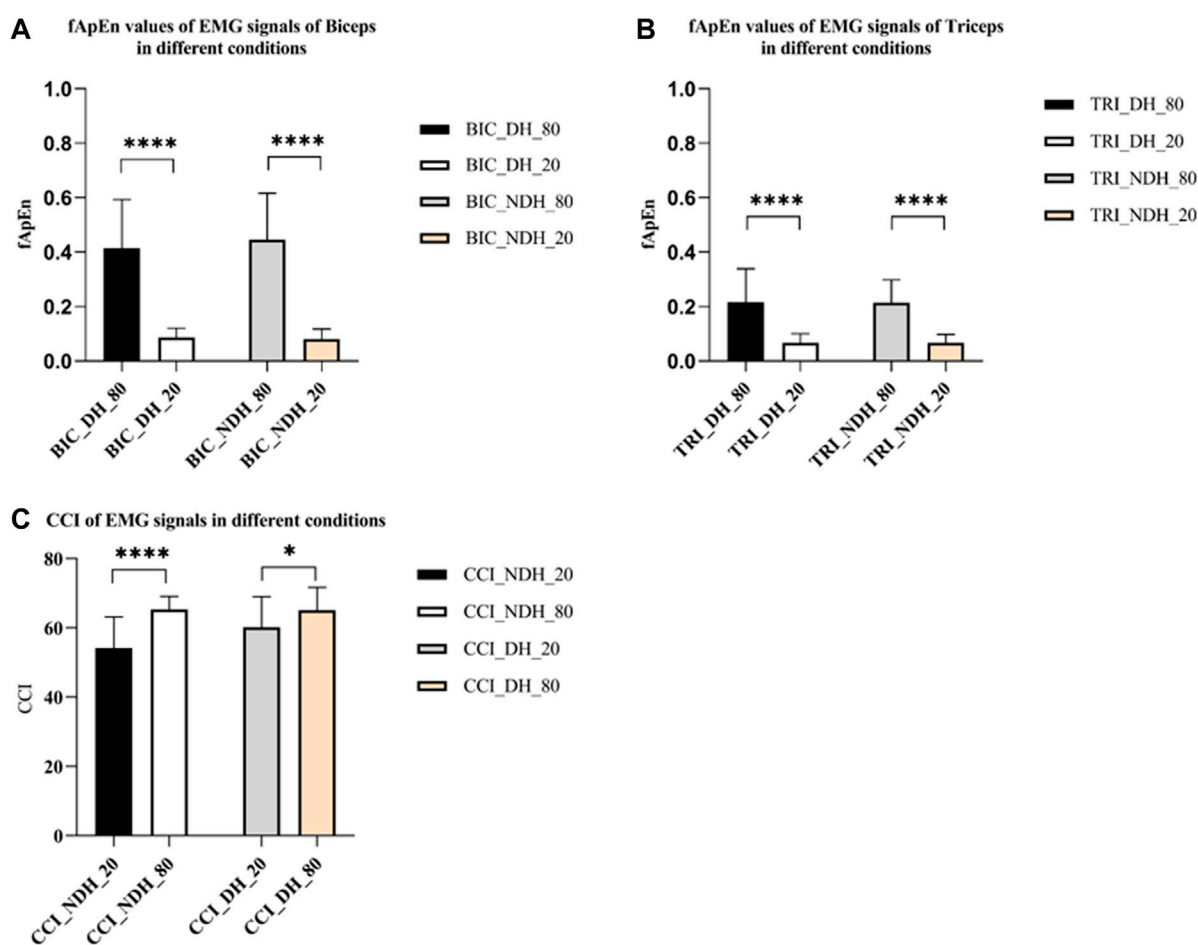 A
fApEn values of EMG signals of Biceps
in different conditions
1.0
0.8
0.6
0.4
0.2
0.0
fApEn
****
****
BIC_DH_80
BIC_DH_20
BIC_NDH_80
BIC_NDH_20
BIC_DH_80
BIC_DH_20
BIC_NDH_80
BIC_NDH_20
B
fApEn values of EMG signals of Triceps
in different conditions
1.0
0.8
0.6
0.4
0.2
0.0
fApEn
****
****
TRI_DH_80
TRI_DH_20
TRI_NDH_80
TRI_NDH_20
TRI_DH_80
TRI_DH_20
TRI_NDH_80
TRI_NDH_20
C
CCI of EMG signals in different conditions
80
60
40
20
0
CCI
****
*
CCI_NDH_20
CCI_NDH_80
CCI_DH_20
CCI_DH_80
CCI_NDH_20
CCI_NDH_80
CCI_DH_20
CCI_DH_80